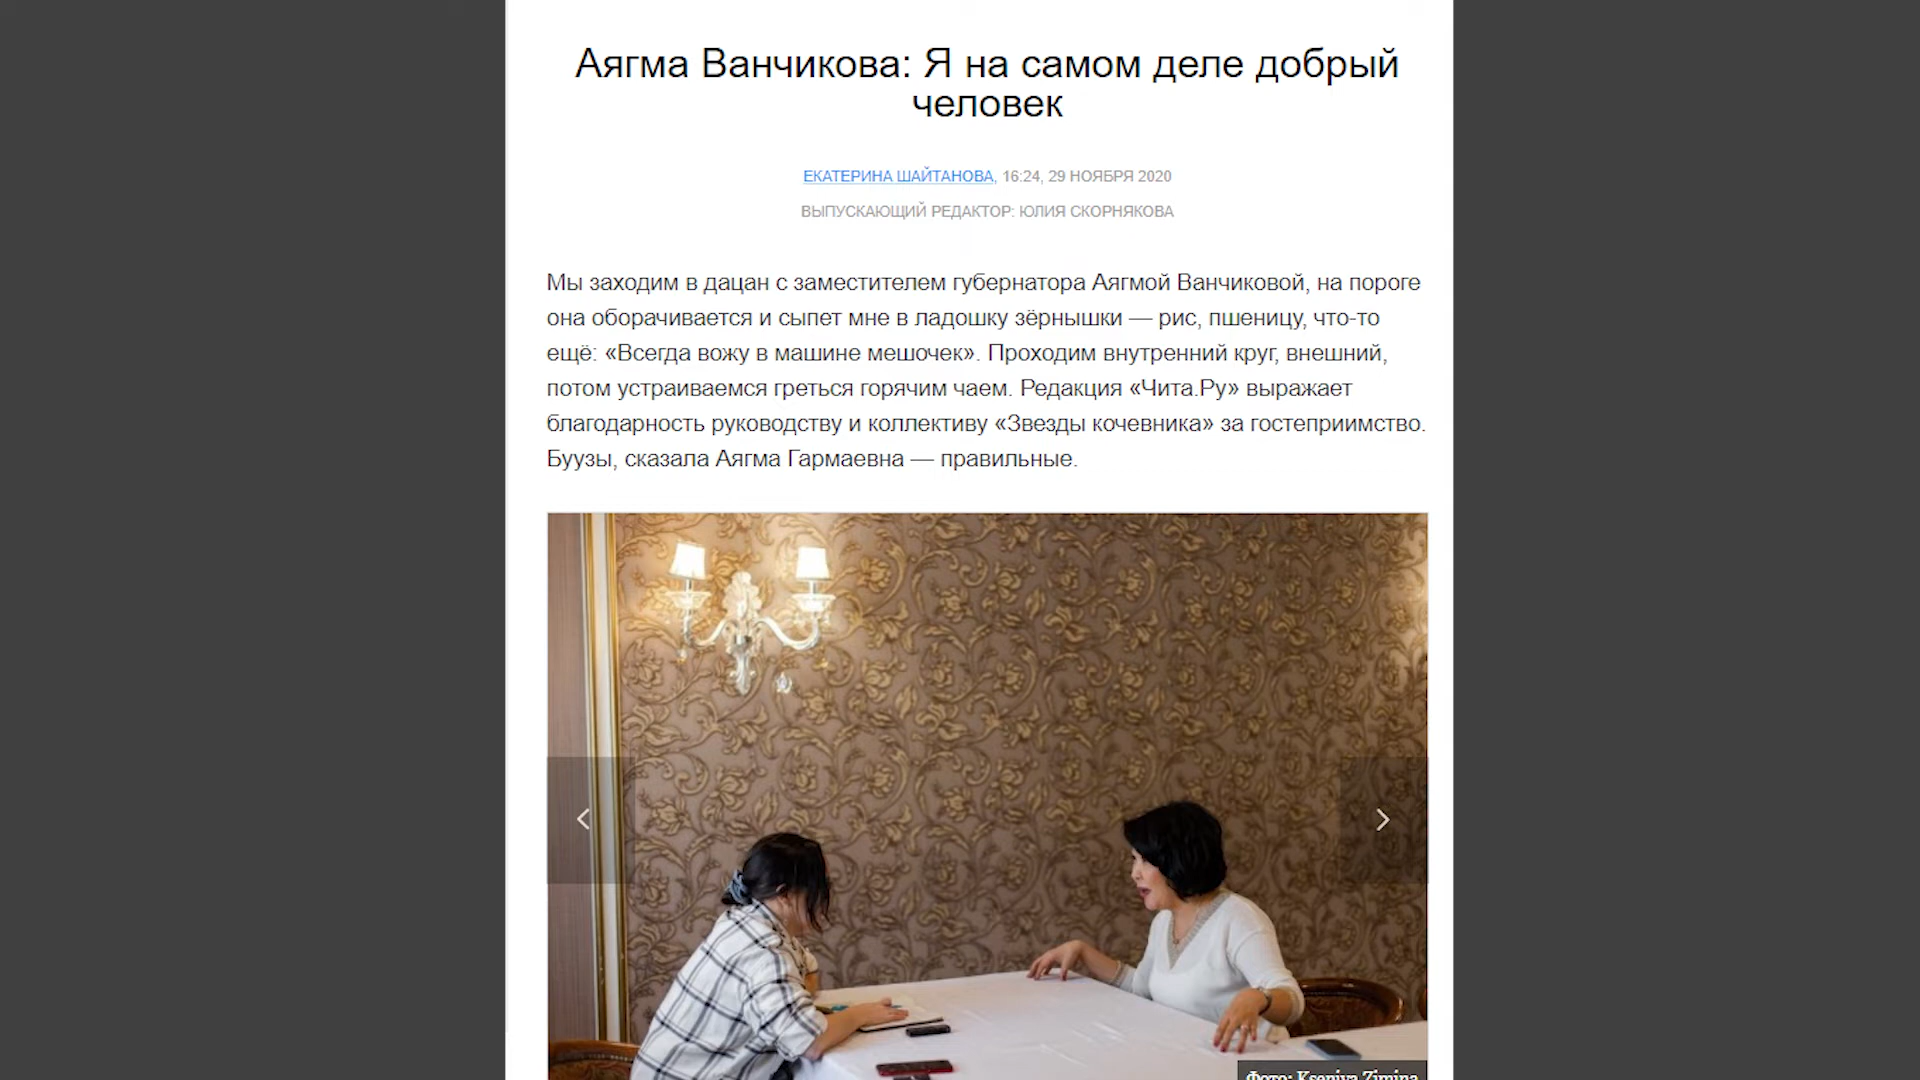 Аягма Ванчикова: Я на самом деле добрый
человек
ЕКАТЕРИНА ШАЙТАНОВА, 16:24, 29 НОЯБРЯ 2020
ВЫПУСКАЮЩИЙ РЕДАКТОР: ЮЛИЯ СКОРНЯКОВА
Мы заходим в дацан с заместителем губернатора Аягмой Ванчиковой, на пороге
она оборачивается и сыпет мне в ладошку зёрнышки — рис, пшеницу, что-то
ещё: «Всегда вожу в машине мешочек». Проходим внутренний круг, внешний,
потом устраиваемся греться горячим чаем. Редакция «Чита.Ру» выражает
благодарность руководству и коллективу «Звезды кочевника» за гостеприимство.
Буузы, сказала Аягма Гармаевна — правильные.
Фото: Kseniya Zimina